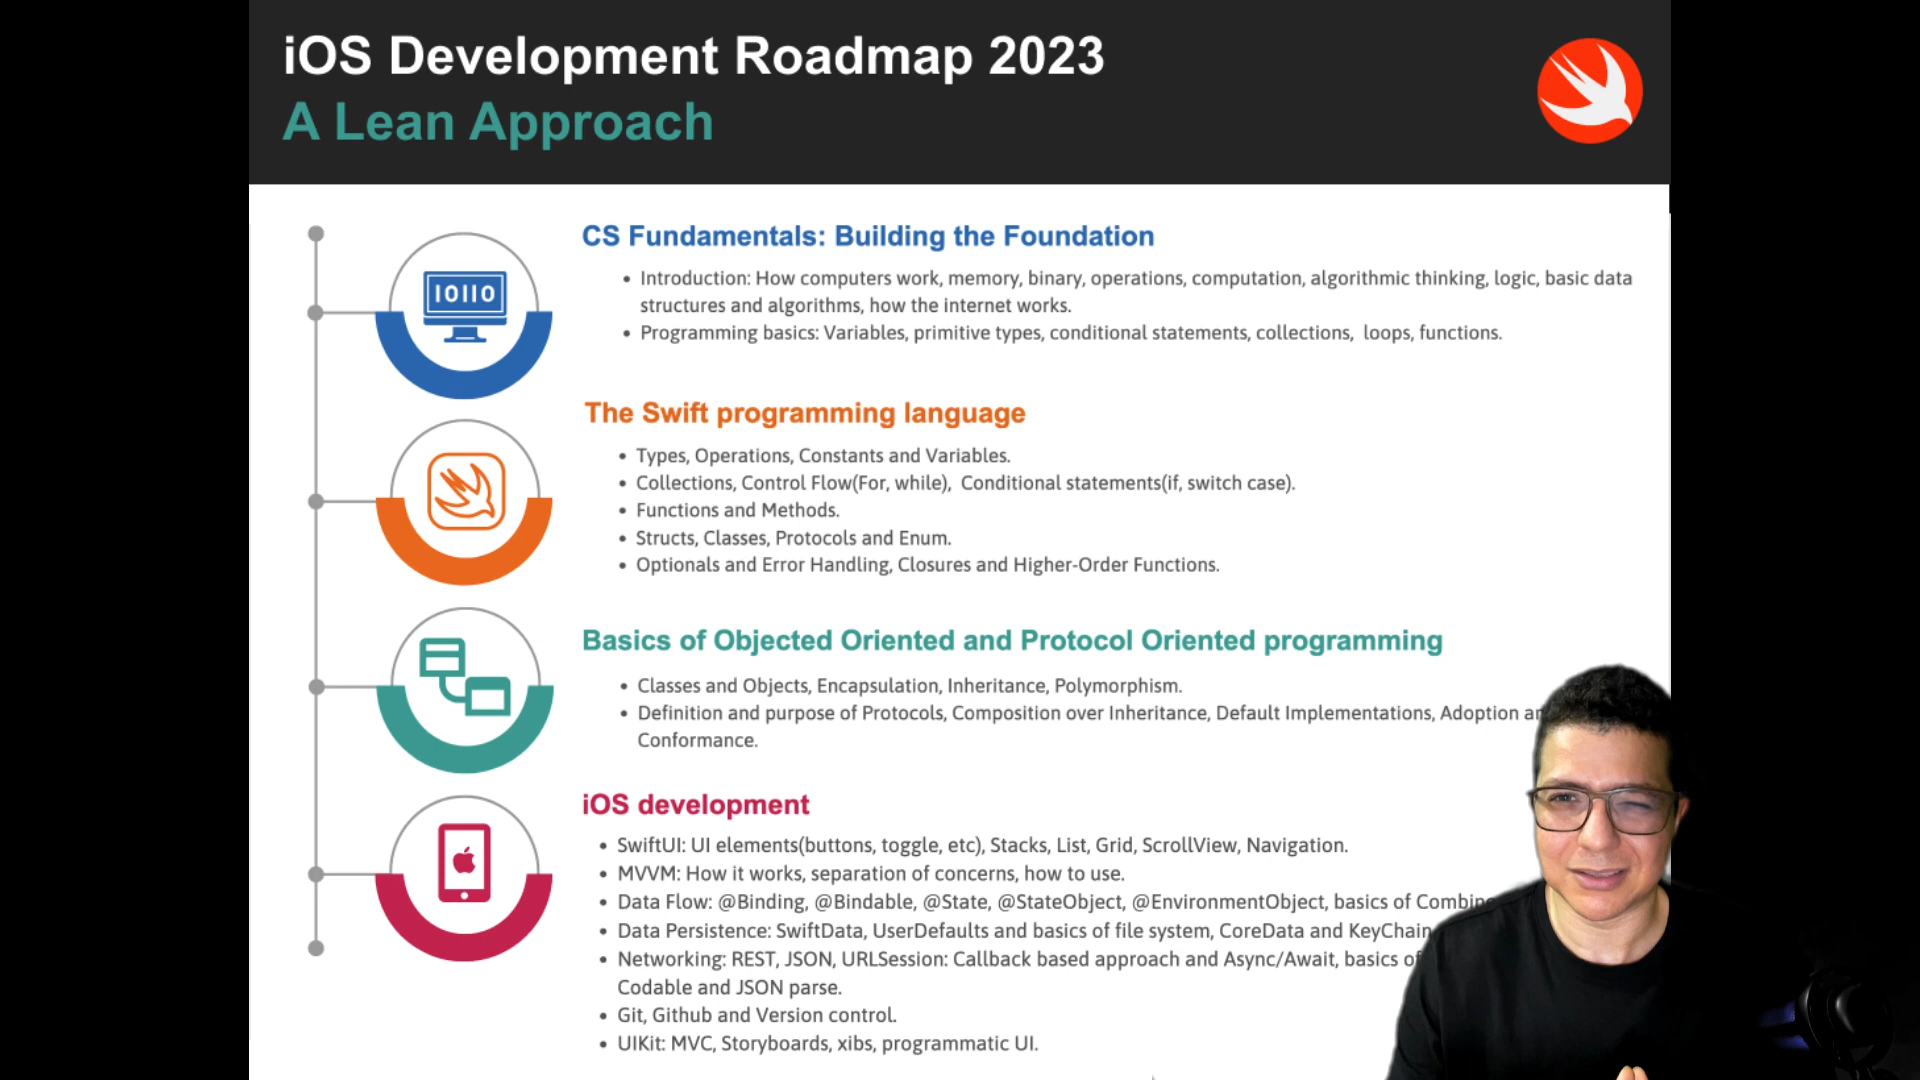 iOS Development Roadmap 2023
A Lean Approach
CS Fundamentals: Building the Foundation
• Introduction: How computers work, memory, binary, operations, computation, algorithmic thinking, logic, basic data
structures and algorithms, how the internet works.
• Programming basics: Variables, primitive types, conditional statements, collections, loops, functions.
10110
The Swift programming language
• Types, Operations, Constants and Variables.
• Collections, Control Flow(For, while), Conditional statements(if, switch case).
• Functions and Methods.
• Structs, Classes, Protocols and Enum.
• Optionals and Error Handling, Closures and Higher-Order Functions.
Basics of Objected Oriented and Protocol Oriented programming
• Classes and Objects, Encapsulation, Inheritance, Polymorphism.
• Definition and purpose of Protocols, Composition over Inheritance, Default Implementations, Adoption
Conformance.
iOS development
• SwiftUI: UI elements(buttons, toggle, etc), Stacks, List, Grid, ScrollView, Navigation.
• MVVM: How it works, separation of concerns, how to use.
• Data Flow: @Binding, @Bindable, @State, @StateObject, @EnvironmentObject, basics of Combine
• Data Persistence: SwiftData, UserDefaults and basics of file system, CoreData and KeyChain
• Networking: REST, JSON, URLSession: Callback based approach and Async/Await, basics of
Codable and JSON parse.
• Git, Github and Version control.
• UIKit: MVC, Storyboards, xibs, programmatic UI.